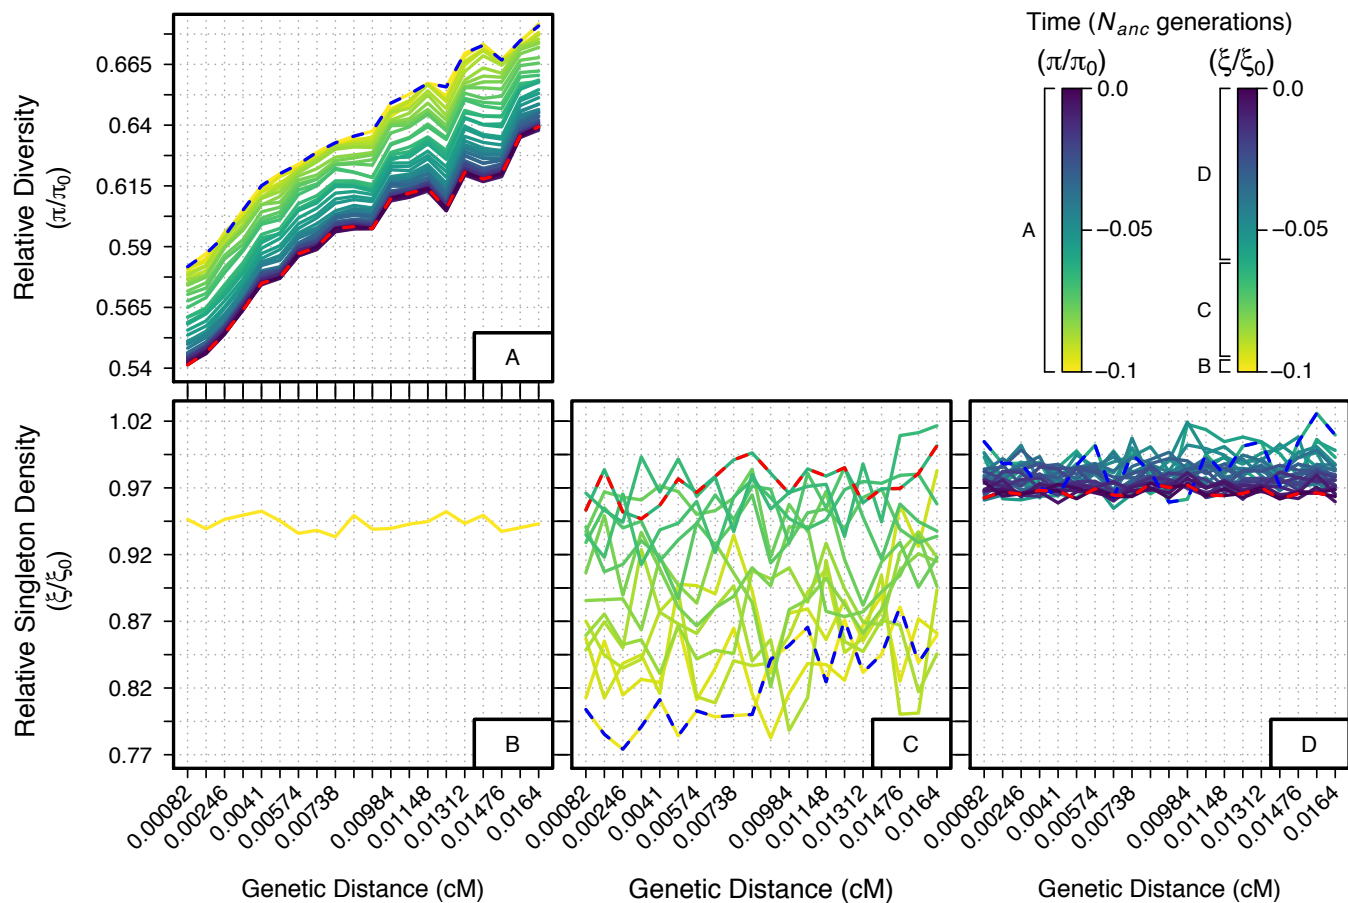 Time (Nanc generations)
(π/π0)
(ξ/ξ0)
0.0
−0.05
−0.1
A
0.0
−0.05
−0.1
D
C
B
Relative Diversity
(π/π0)
0.665
0.64
0.615
0.59
0.565
0.54
A
Relative Singleton Density
(ξ/ξ0)
1.02
0.97
0.92
0.87
0.82
0.77
B
C
D
0.00082
0.00246
0.0041
0.00574
0.00738
0.00984
0.01148
0.01312
0.01476
0.0164
0.00082
0.00246
0.0041
0.00574
0.00738
0.00984
0.01148
0.01312
0.01476
0.0164
0.00082
0.00246
0.0041
0.00574
0.00738
0.00984
0.01148
0.01312
0.01476
0.0164
Genetic Distance (cM)
Genetic Distance (cM)
Genetic Distance (cM)